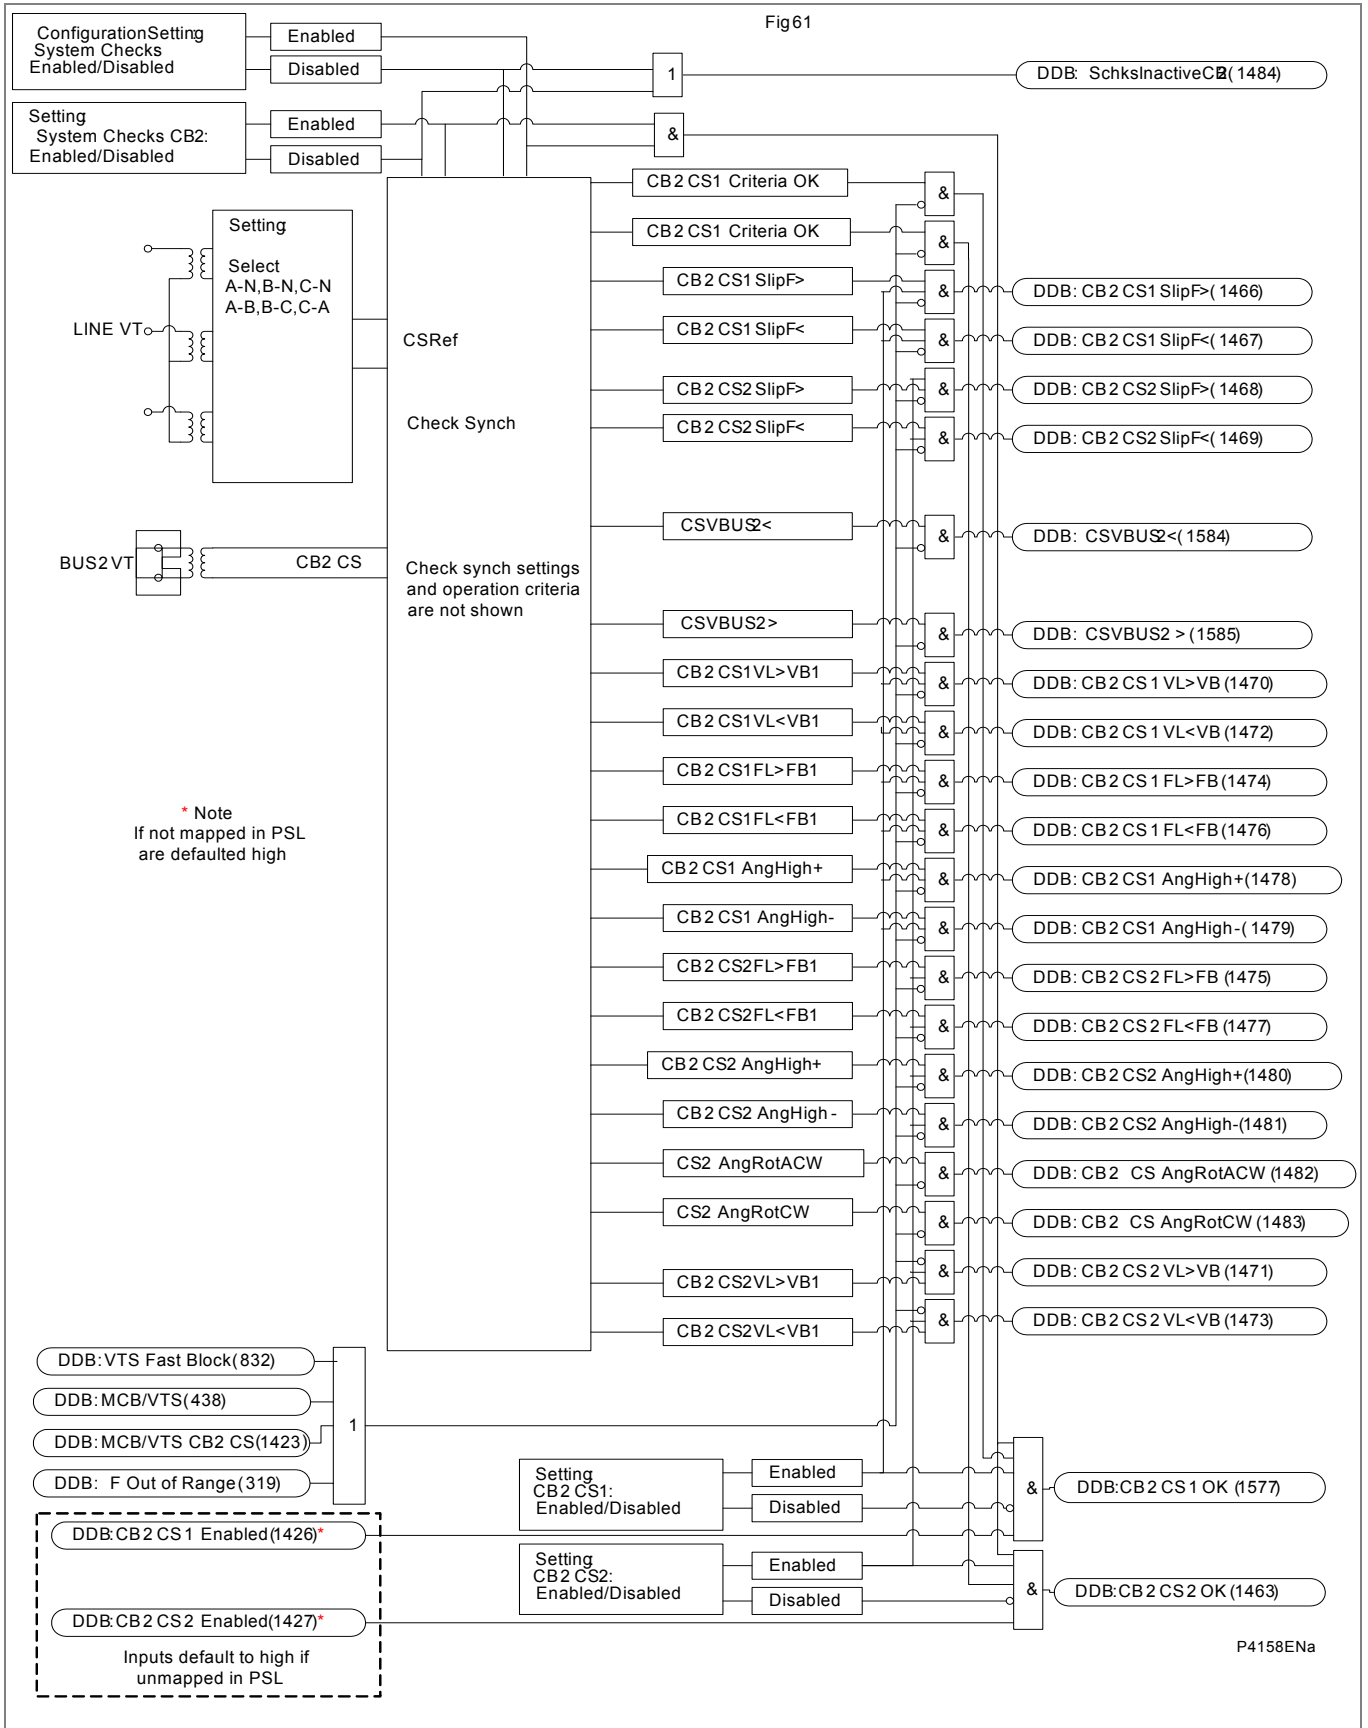 Fig61
ConfigurationSetting:
System Checks
Enabled/Disabled
Enabled
Disabled
1
DDB: SchksInactiveCB2(1484)
Setting:
System Checks CB2:
Enabled/Disabled
Enabled
Disabled
&
LINE VT
Setting:
Select
A-N,B-N,C-N
A-B,B-C,C-A
CSRef
Check Synch
BUS2 VT
CB2 CS
Check synch settings
and operation criteria
are not shown
* Note
If not mapped in PSL
are defaulted high
CB2 CS1 Criteria OK
&
CB2 CS1 Criteria OK
&
CB2 CS1 SlipF>
&
DDB: CB2 CS1 SlipF>(1466)
CB2 CS1 SlipF<
&
DDB: CB2 CS1 SlipF<(1467)
CB2 CS2 SlipF>
&
DDB: CB2 CS2 SlipF>(1468)
CB2 CS2 SlipF<
&
DDB: CB2 CS2 SlipF<(1469)
CSVBUS2<
&
DDB: CSVBUS2<(1584)
CSVBUS2>
&
DDB: CSVBUS2 >(1585)
CB2 CS1VL>VB1
&
DDB: CB2 CS1 VL>VB (1470)
CB2 CS1VL<VB1
&
DDB: CB2 CS1 VL<VB (1472)
CB2 CS1FL>FB1
&
DDB: CB2 CS1 FL>FB (1474)
CB2 CS1FL<FB1
&
DDB: CB2 CS1 FL<FB (1476)
CB2 CS1 AngHigh+
&
DDB: CB2 CS1 AngHigh+(1478)
CB2 CS1 AngHigh-
&
DDB: CB2 CS1 AngHigh-(1479)
CB2 CS2FL>FB1
&
DDB: CB2 CS2 FL>FB (1475)
CB2 CS2FL<FB1
&
DDB: CB2 CS2 FL<FB (1477)
CB2 CS2 AngHigh+
&
DDB: CB2 CS2 AngHigh+(1480)
CB2 CS2 AngHigh-
&
DDB: CB2 CS2 AngHigh-(1481)
CS2 AngRotACW
&
DDB: CB2 CS AngRotACW (1482)
CS2 AngRotCW
&
DDB: CB2 CS AngRotCW (1483)
CB2 CS2VL>VB1
&
DDB: CB2 CS2 VL>VB (1471)
CB2 CS2VL<VB1
&
DDB: CB2 CS2 VL<VB (1473)
DDB:VTS Fast Block(832)
DDB:MCB/VTS(438)
DDB:MCB/VTS CB2 CS(1423)
DDB: F Out of Range(319)
1
Setting:
CB2 CS1:
Enabled/Disabled
Enabled
Disabled
&
DDB:CB2 CS1 OK (1577)
DDB:CB2 CS1 Enabled(1426)*
Setting:
CB2 CS2:
Enabled/Disabled
Enabled
Disabled
&
DDB:CB2 CS2 OK (1463)
DDB:CB2 CS2 Enabled(1427)*
Inputs default to high if
unmapped in PSL
P4158ENa